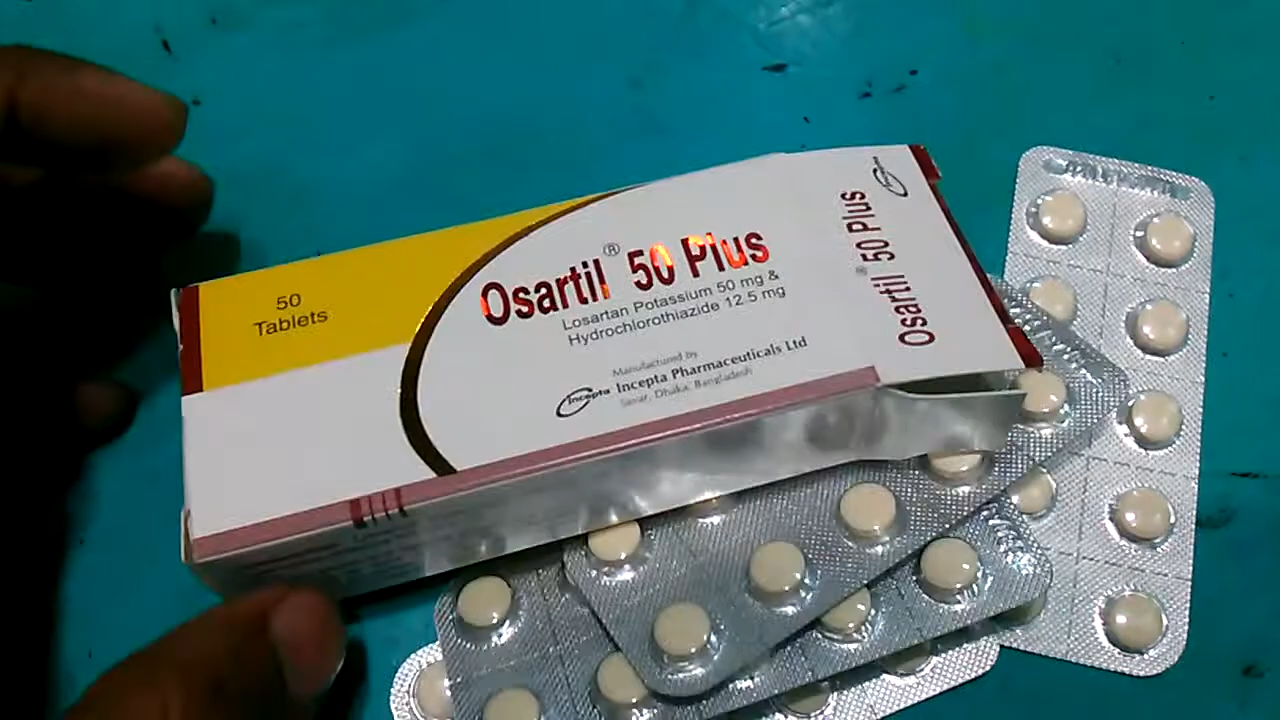 50
Tablets
Osartil® 50 Plus
Losartan Potassium 50 mg &
Hydrochlorothiazide 12.5 mg
Manufactured by
Incepta Incepta Pharmaceuticals Ltd
Savar, Dhaka, Bangladesh
Osartil® 50 Plus